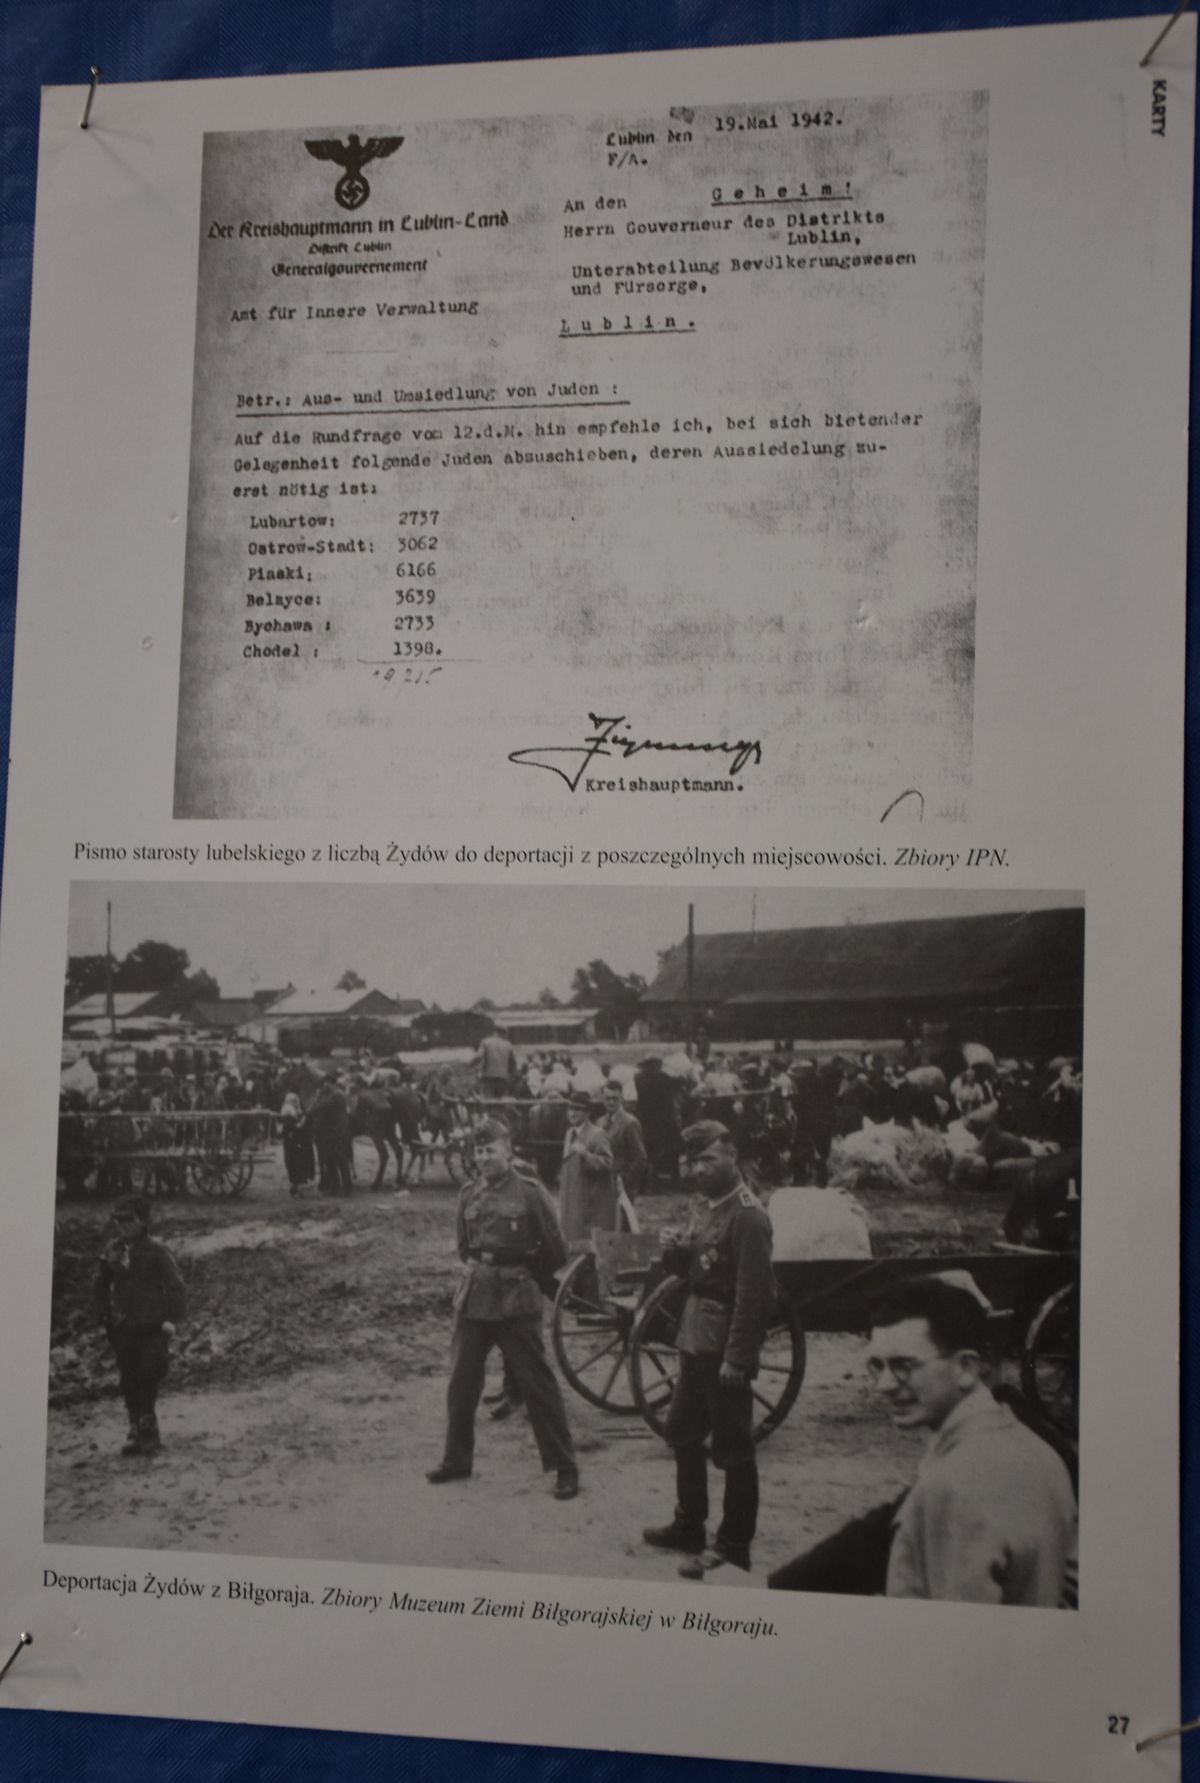 KARTY
19.Mai 1942.
Lublin den
F/A.
Der Kreishauptmann in Lublin-Land
Distrikt Lublin
Generalgouvernement
Amt für Innere Verwaltung
An den
Geheim!
Herrn Gouverneur des Distrikts
Lublin,
Unterabteilung Bevölkerungswesen
und Fürsorge,
Lublin.
Betr.: Aus- und Umsiedlung von Juden :
Auf die Rundfrage vom 12.d.M. hin empfehle ich, bei sich bietender
Gelegenheit folgende Juden abzuschieben, deren Aussiedelung zu-
erst nötig ist:
Lubartow: 2737
Ostrow-Stadt: 3062
Piaski: 6166
Belzyce: 3639
Bychawa : 2733
Chodel : 1398.
Kreishauptmann.
Pismo starosty lubelskiego z liczbą Żydów do deportacji z poszczególnych miejscowości. Zbiory IPN.
1
Deportacja Żydów z Biłgoraja. Zbiory Muzeum Ziemi Biłgorajskiej w Biłgoraju.
27